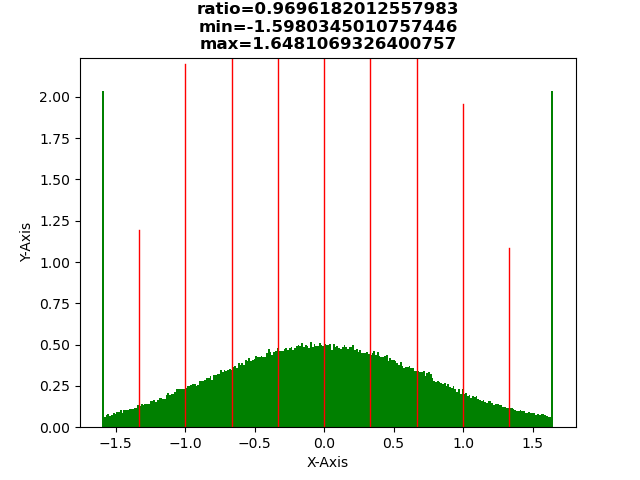 ratio=0.9696182012557983
min=-1.5980345010757446
max=1.6481069326400757
2.00
1.75
1.50
1.25
1.00
0.75
0.50
0.25
0.00
Y-Axis
−1.5 −1.0 −0.5 0.0 0.5 1.0 1.5
X-Axis